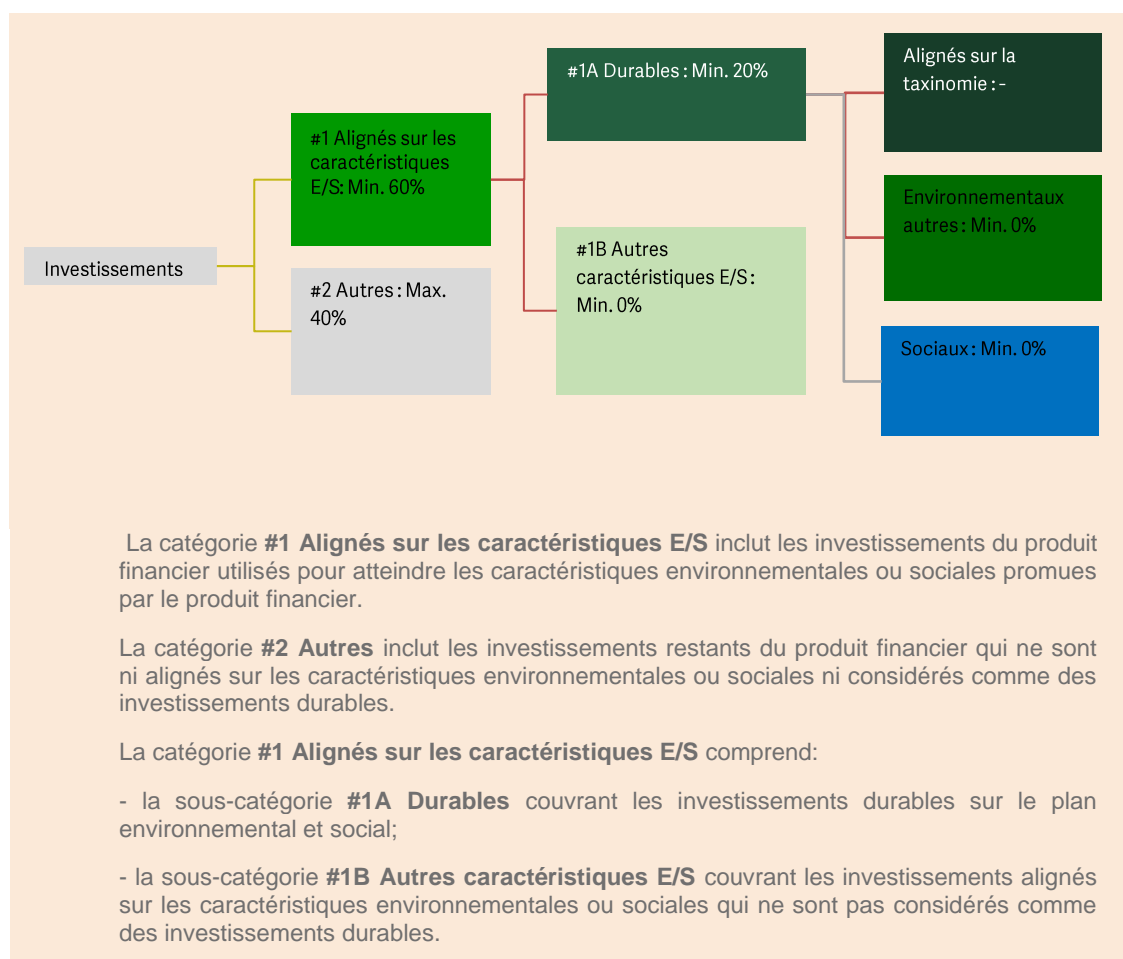 Investissements
#1 Alignés sur les
caractéristiques
E/S: Min. 60%
#2 Autres : Max.
40%
#1A Durables : Min. 20%
#1B Autres
caractéristiques E/S :
Min. 0%
Alignés sur la
taxinomie : -
Environnementaux
autres : Min. 0%
Sociaux : Min. 0%
La catégorie #1 Alignés sur les caractéristiques E/S inclut les investissements du produit
financier utilisés pour atteindre les caractéristiques environnementales ou sociales promues
par le produit financier.
La catégorie #2 Autres inclut les investissements restants du produit financier qui ne sont
ni alignés sur les caractéristiques environnementales ou sociales ni considérés comme des
investissements durables.
La catégorie #1 Alignés sur les caractéristiques E/S comprend:
- la sous-catégorie #1A Durables couvrant les investissements durables sur le plan
environnemental et social;
- la sous-catégorie #1B Autres caractéristiques E/S couvrant les investissements alignés
sur les caractéristiques environnementales ou sociales qui ne sont pas considérés comme
des investissements durables.